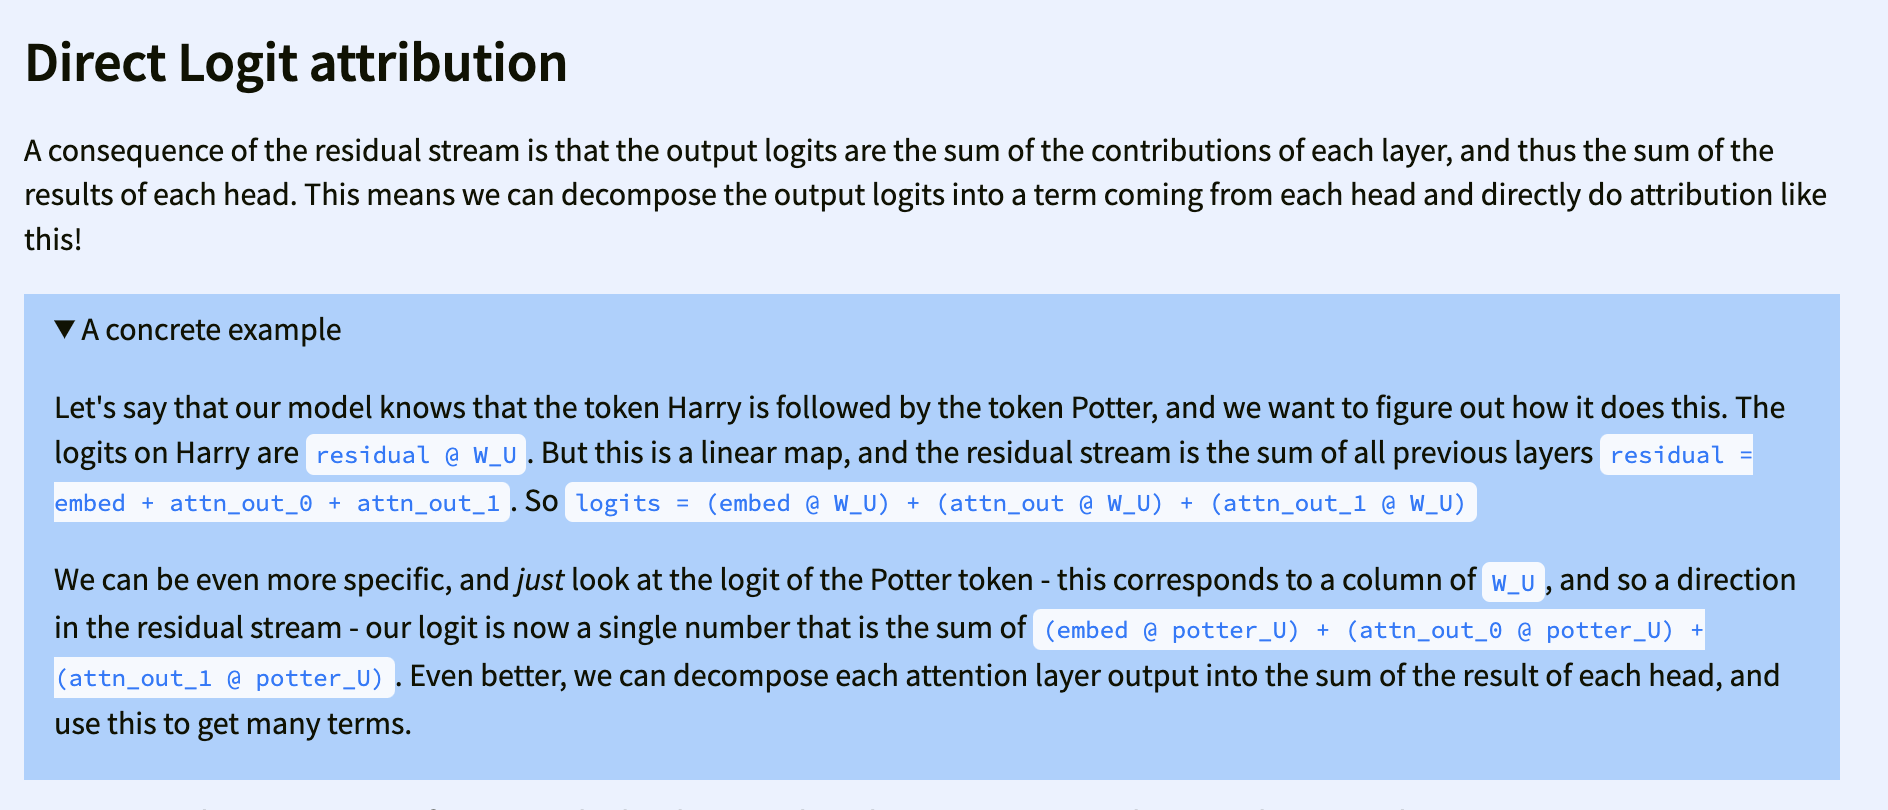 Direct Logit attribution
A consequence of the residual stream is that the output logits are the sum of the contributions of each layer, and thus the sum of the
results of each head. This means we can decompose the output logits into a term coming from each head and directly do attribution like
this!
▼ A concrete example
Let's say that our model knows that the token Harry is followed by the token Potter, and we want to figure out how it does this. The
logits on Harry are residual @ W_U. But this is a linear map, and the residual stream is the sum of all previous layers residual =
embed + attn_out_0 + attn_out_1. So logits = (embed @ W_U) + (attn_out @ W_U) + (attn_out_1 @ W_U)
We can be even more specific, and just look at the logit of the Potter token - this corresponds to a column of W_U, and so a direction
in the residual stream - our logit is now a single number that is the sum of (embed @ potter_U) + (attn_out_0 @ potter_U) +
(attn_out_1 @ potter_U). Even better, we can decompose each attention layer output into the sum of the result of each head, and
use this to get many terms.